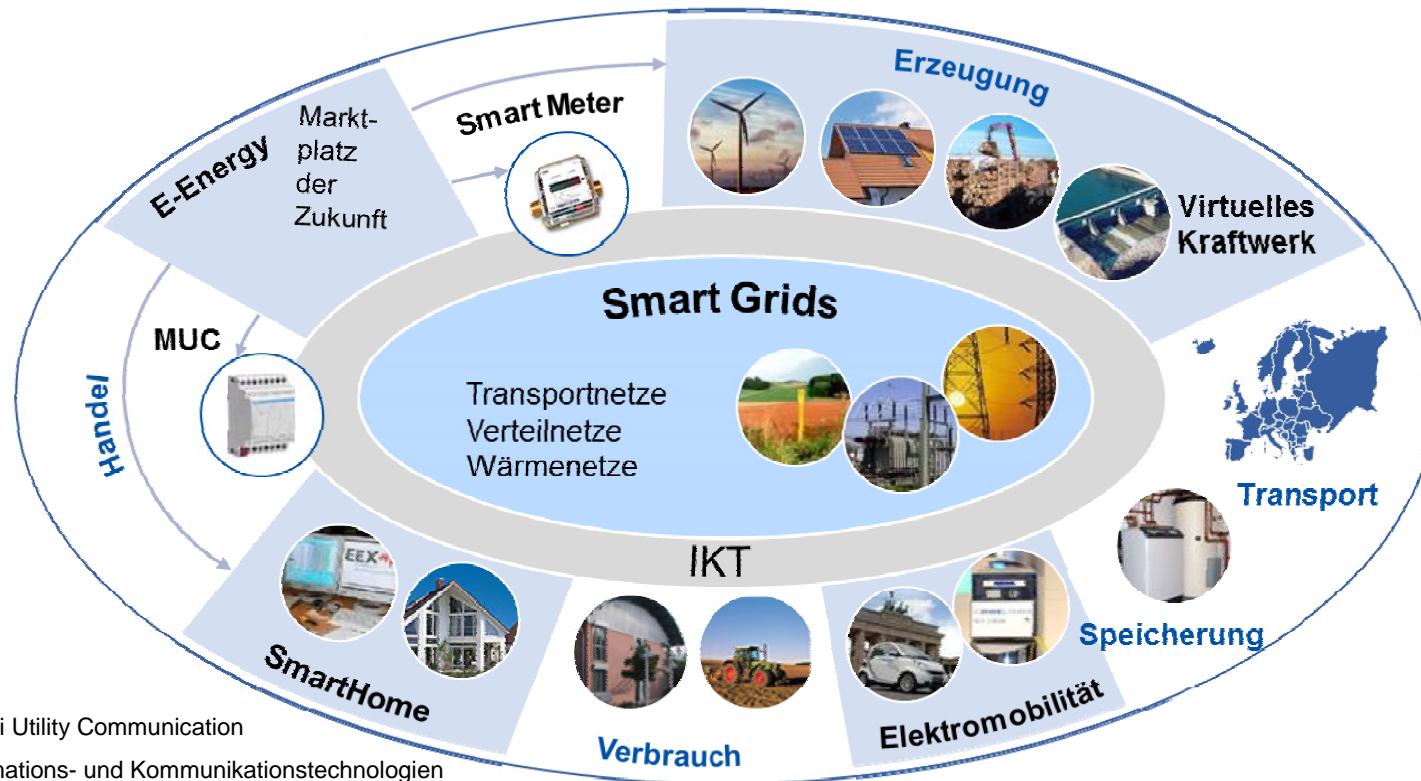 Erzeugung
Smart Meter
E-Energy
Markt-
platz
der
Zukunft
Virtuelles
Kraftwerk
Smart Grids
MUC
Handel
Transportnetze
Verteilnetze
Wärmenetze
Transport
IKT
EEX
Speicherung
SmartHome
Elektromobilität
Verbrauch
i Utility Communication
nations- und Kommunikationstechnologien